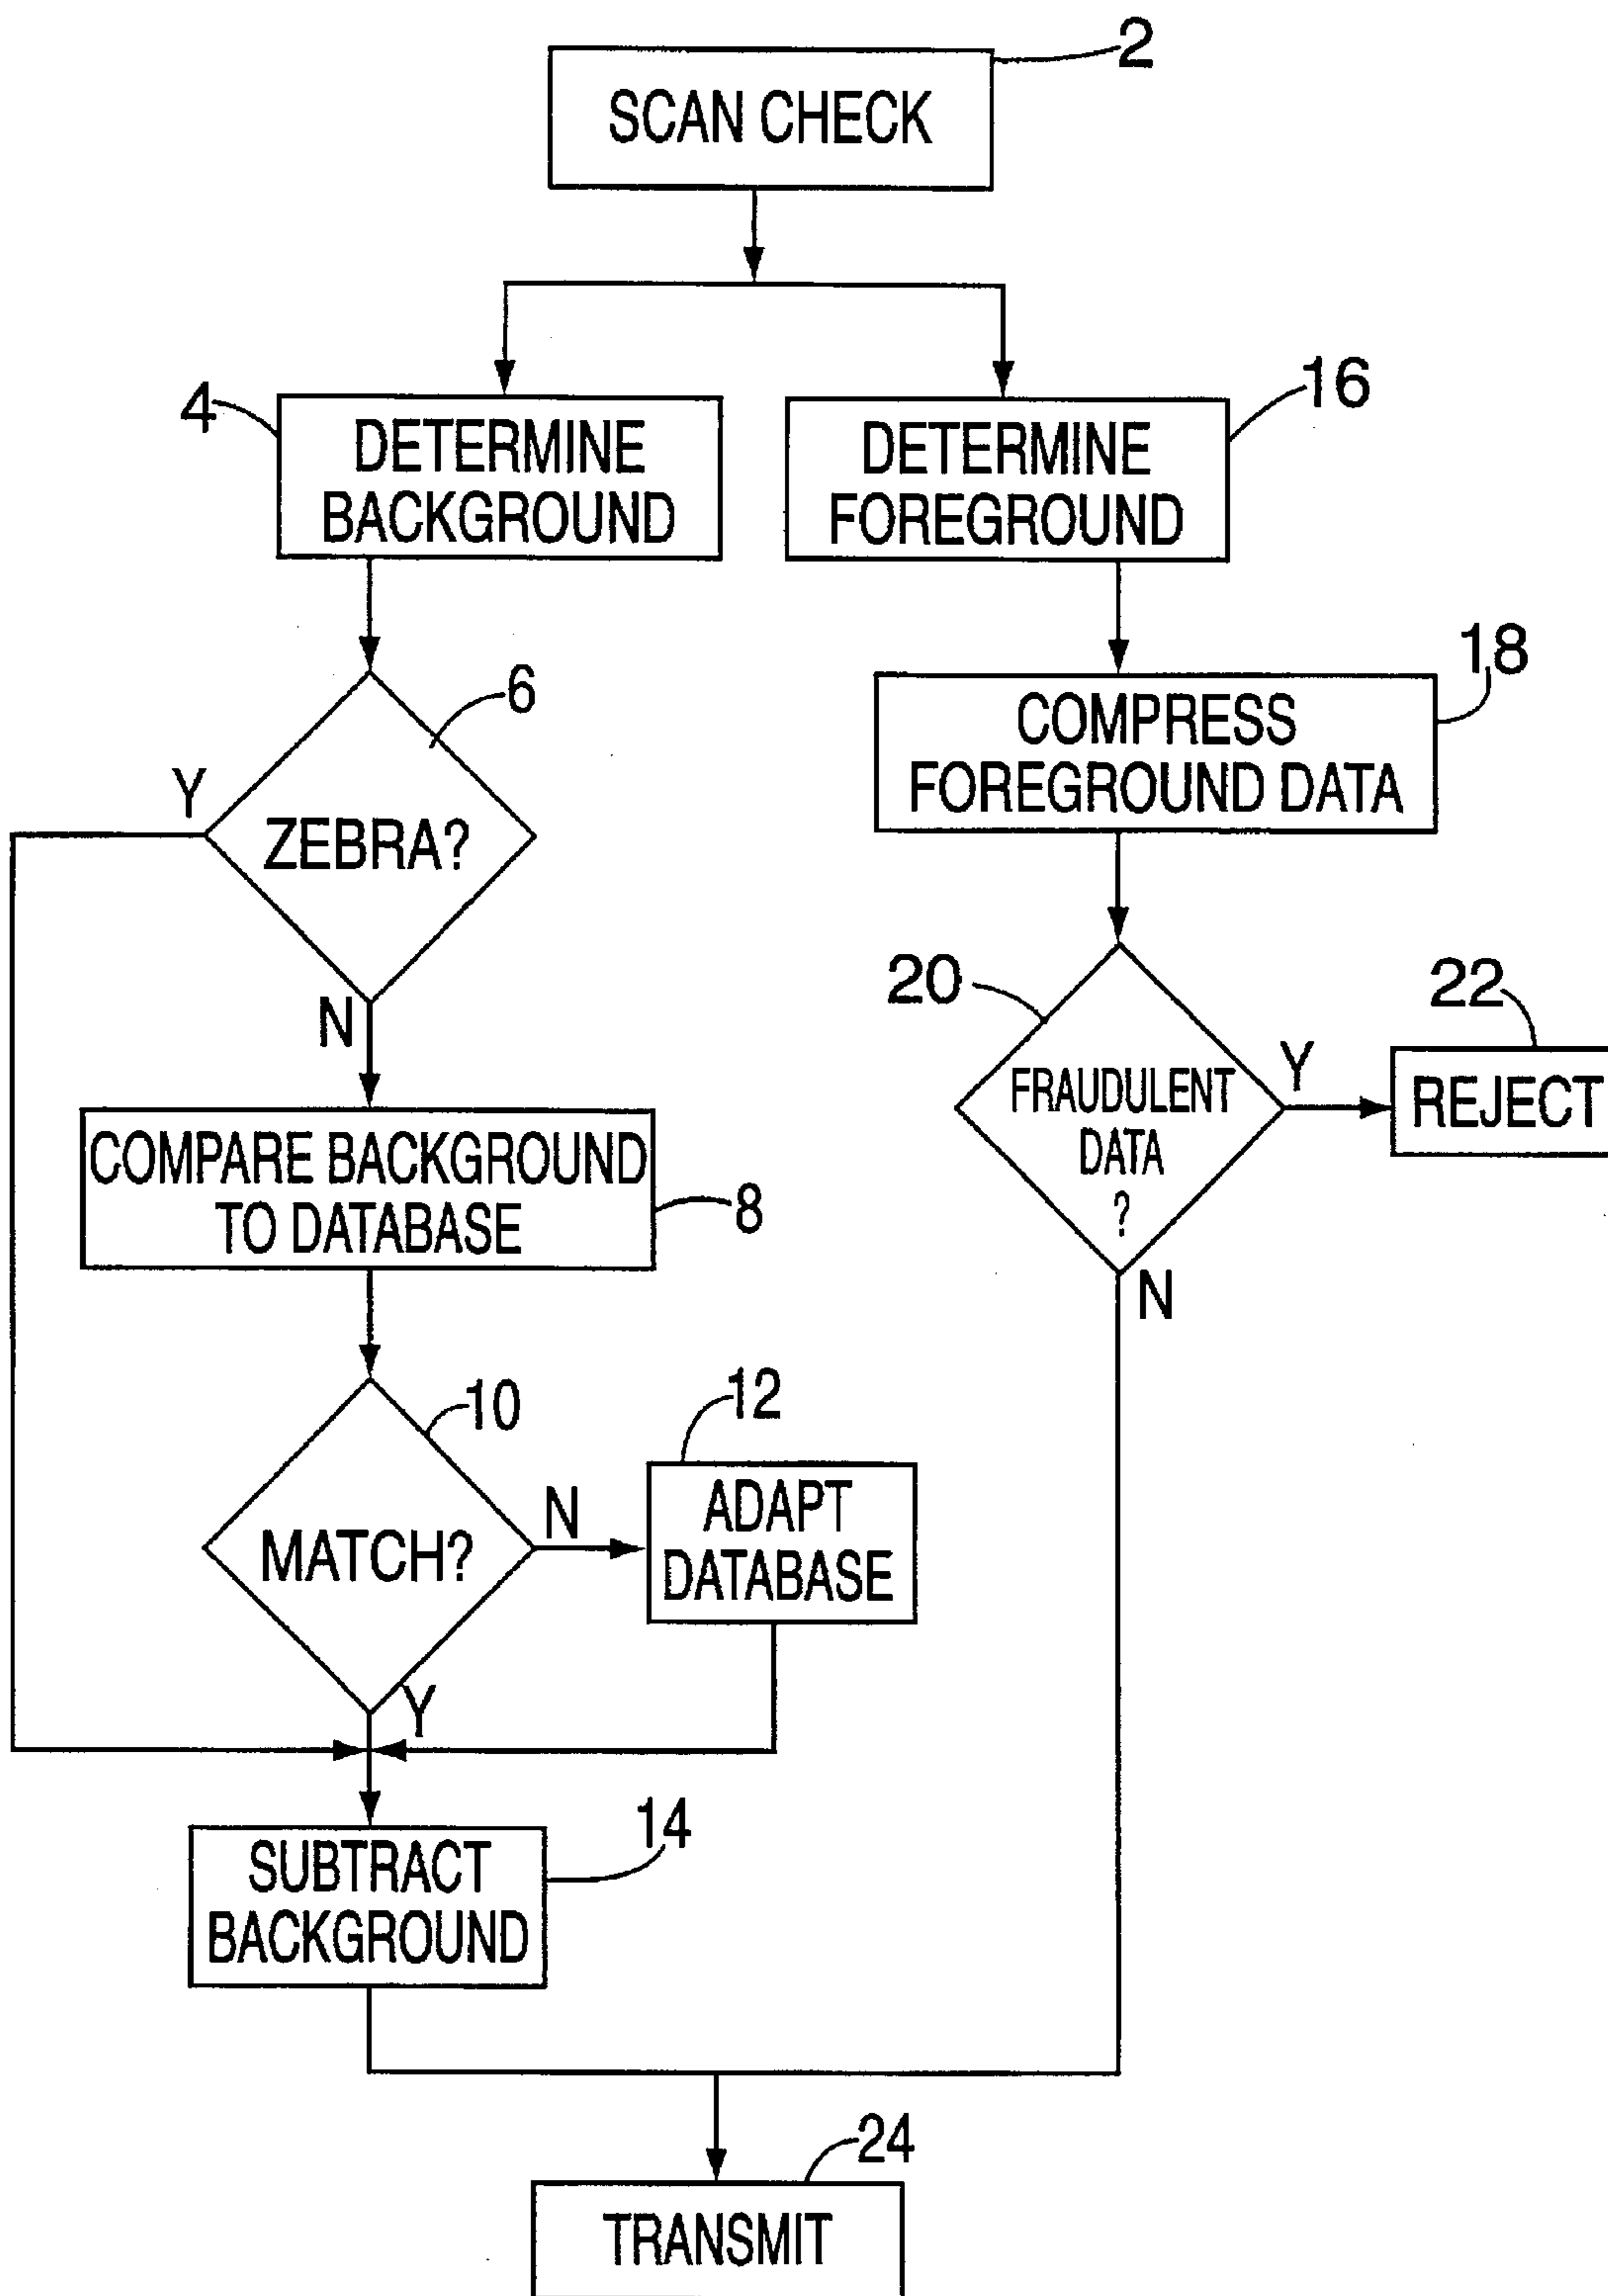 2
SCAN CHECK
4
DETERMINE
BACKGROUND
16
DETERMINE
FOREGROUND
6
Y
ZEBRA?
N
18
COMPRESS
FOREGROUND DATA
20
FRAUDULENT
DATA
?
Y
N
22
REJECT
COMPARE BACKGROUND
TO DATABASE
8
10
MATCH?
N
Y
12
ADAPT
DATABASE
14
SUBTRACT
BACKGROUND
24
TRANSMIT